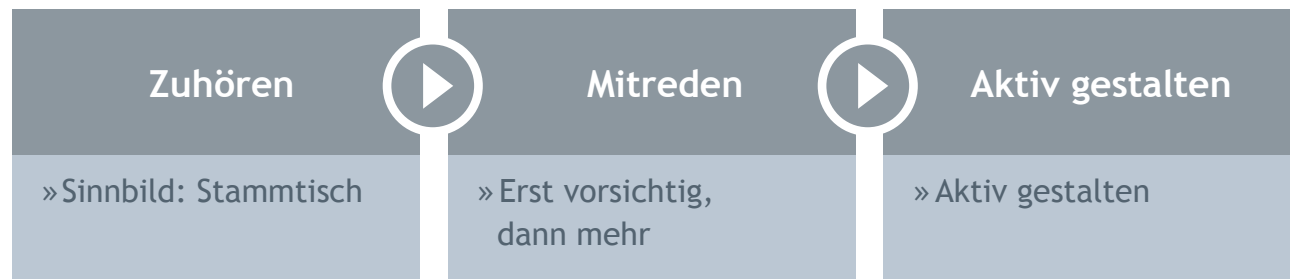 Zuhören
Mitreden
Aktiv gestalten
»Sinnbild: Stammtisch
» Erst vorsichtig,
dann mehr
» Aktiv gestalten